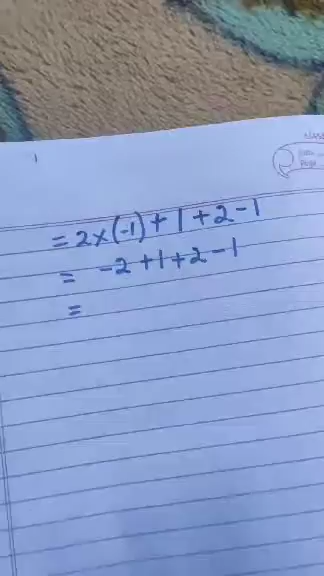 = 2×(-1) + 1 + 2 - 1
= -2 + 1 + 2 - 1
=